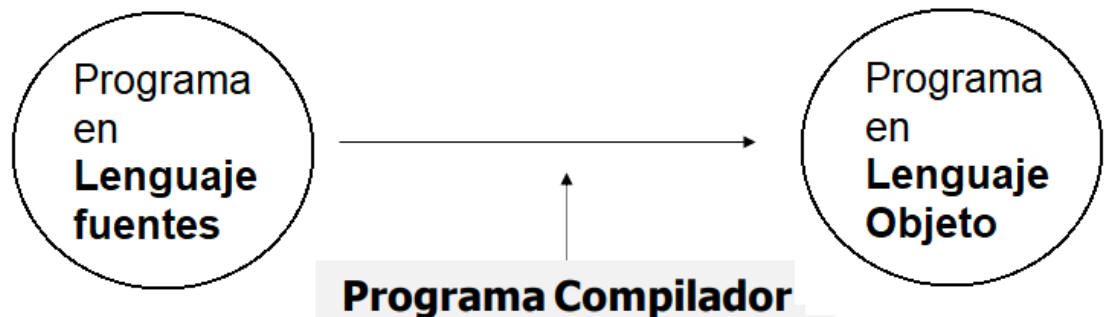 Programa
en
Lenguaje
fuentes
Programa
en
Lenguaje
Objeto
Programa Compilador